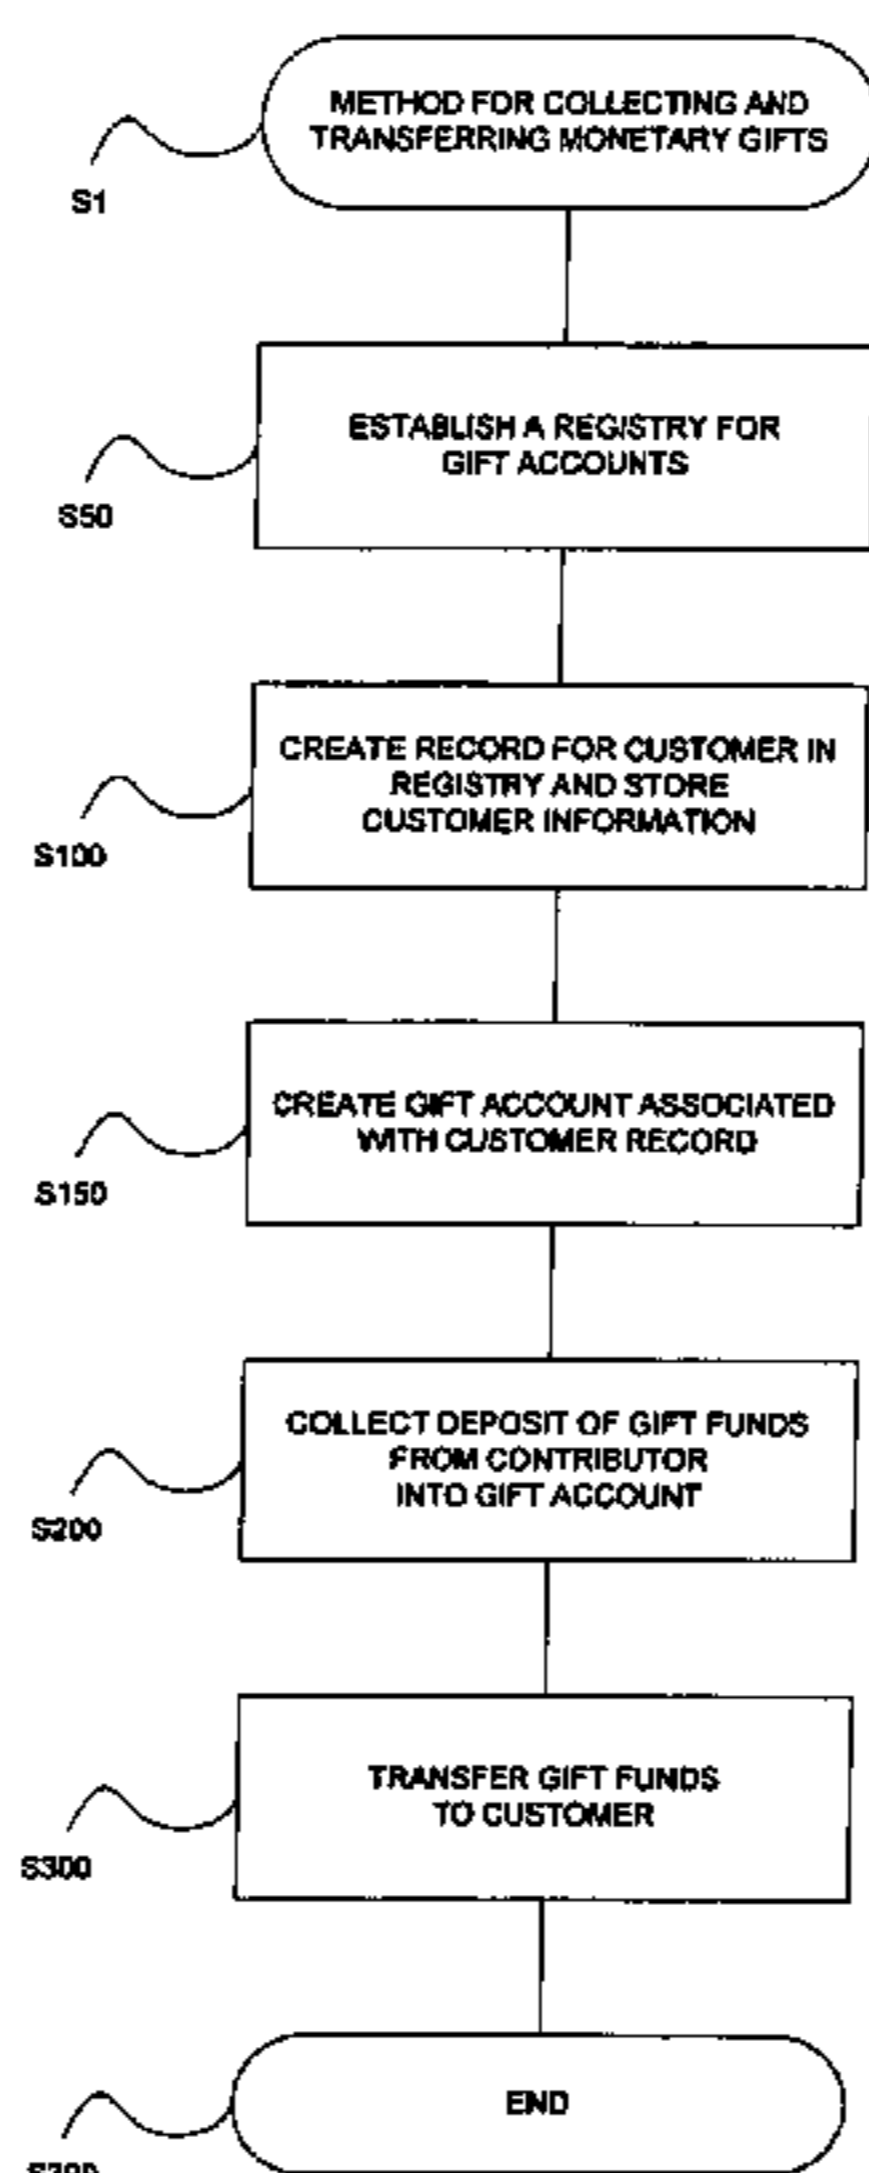 METHOD FOR COLLECTING AND
TRANSFERRING MONETARY GIFTS
S1
ESTABLISH A REGISTRY FOR
GIFT ACCOUNTS
S50
CREATE RECORD FOR CUSTOMER IN
REGISTRY AND STORE
CUSTOMER INFORMATION
S100
CREATE GIFT ACCOUNT ASSOCIATED
WITH CUSTOMER RECORD
S150
COLLECT DEPOSIT OF GIFT FUNDS
FROM CONTRIBUTOR
INTO GIFT ACCOUNT
S200
TRANSFER GIFT FUNDS
TO CUSTOMER
S300
END